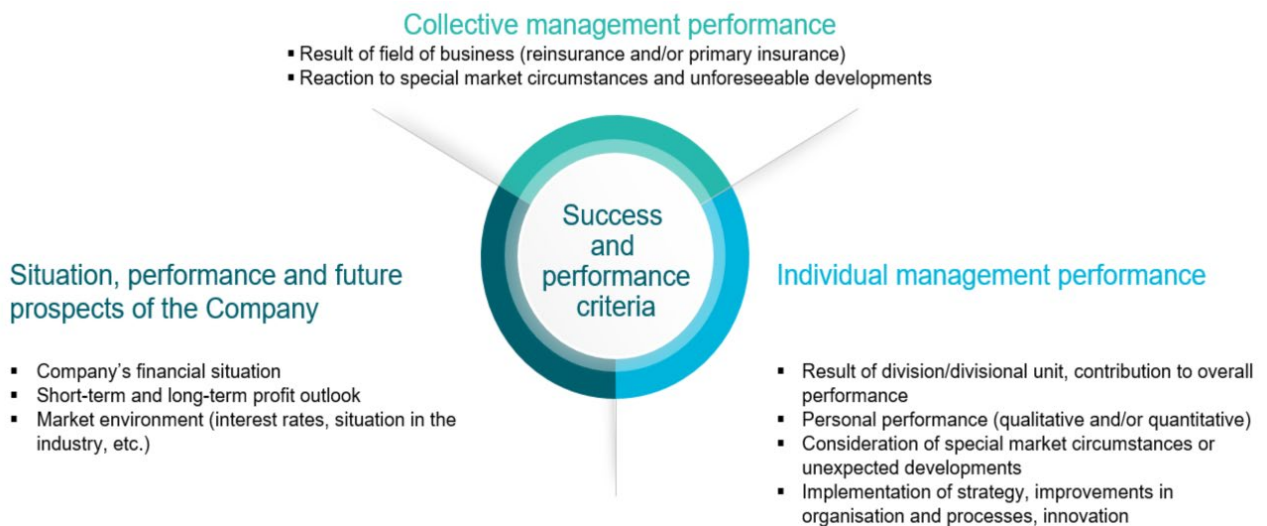 Collective management performance
▪ Result of field of business (reinsurance and/or primary insurance)
▪ Reaction to special market circumstances and unforeseeable developments
Success
and
performance
criteria
Situation, performance and future
prospects of the Company
▪ Company's financial situation
▪ Short-term and long-term profit outlook
▪ Market environment (interest rates, situation in the
industry, etc.)
Individual management performance
▪ Result of division/divisional unit, contribution to overall
performance
▪ Personal performance (qualitative and/or quantitative)
▪ Consideration of special market circumstances or
unexpected developments
▪ Implementation of strategy, improvements in
organisation and processes, innovation